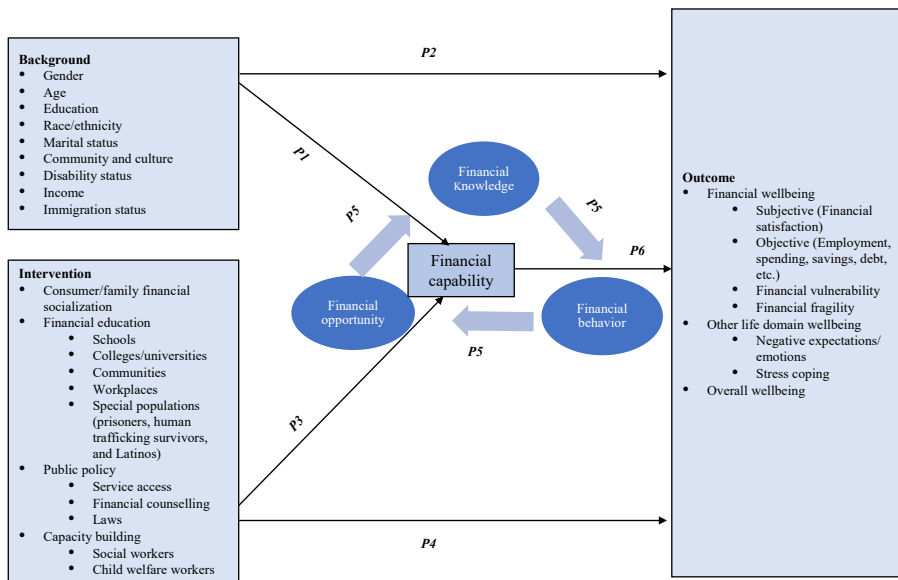 Background
• Gender
• Age
• Education
• Race/ethnicity
• Marital status
• Community and culture
• Disability status
• Income
• Immigration status
Intervention
• Consumer/family financial
socialization
• Financial education
• Schools
• Colleges/universities
• Communities
• Workplaces
• Special populations
(prisoners, human
trafficking survivors,
and Latinos)
• Public policy
• Service access
• Financial counselling
• Laws
• Capacity building
• Social workers
• Child welfare workers
P2
P1
P5
Financial
Knowledge
P5
Financial
capability
P6
Financial
opportunity
Financial
behavior
P5
P3
P4
Outcome
• Financial wellbeing
• Subjective (Financial
satisfaction)
• Objective (Employment,
spending, savings, debt,
etc.)
• Financial vulnerability
• Financial fragility
• Other life domain wellbeing
• Negative expectations/
emotions
• Stress coping
• Overall wellbeing